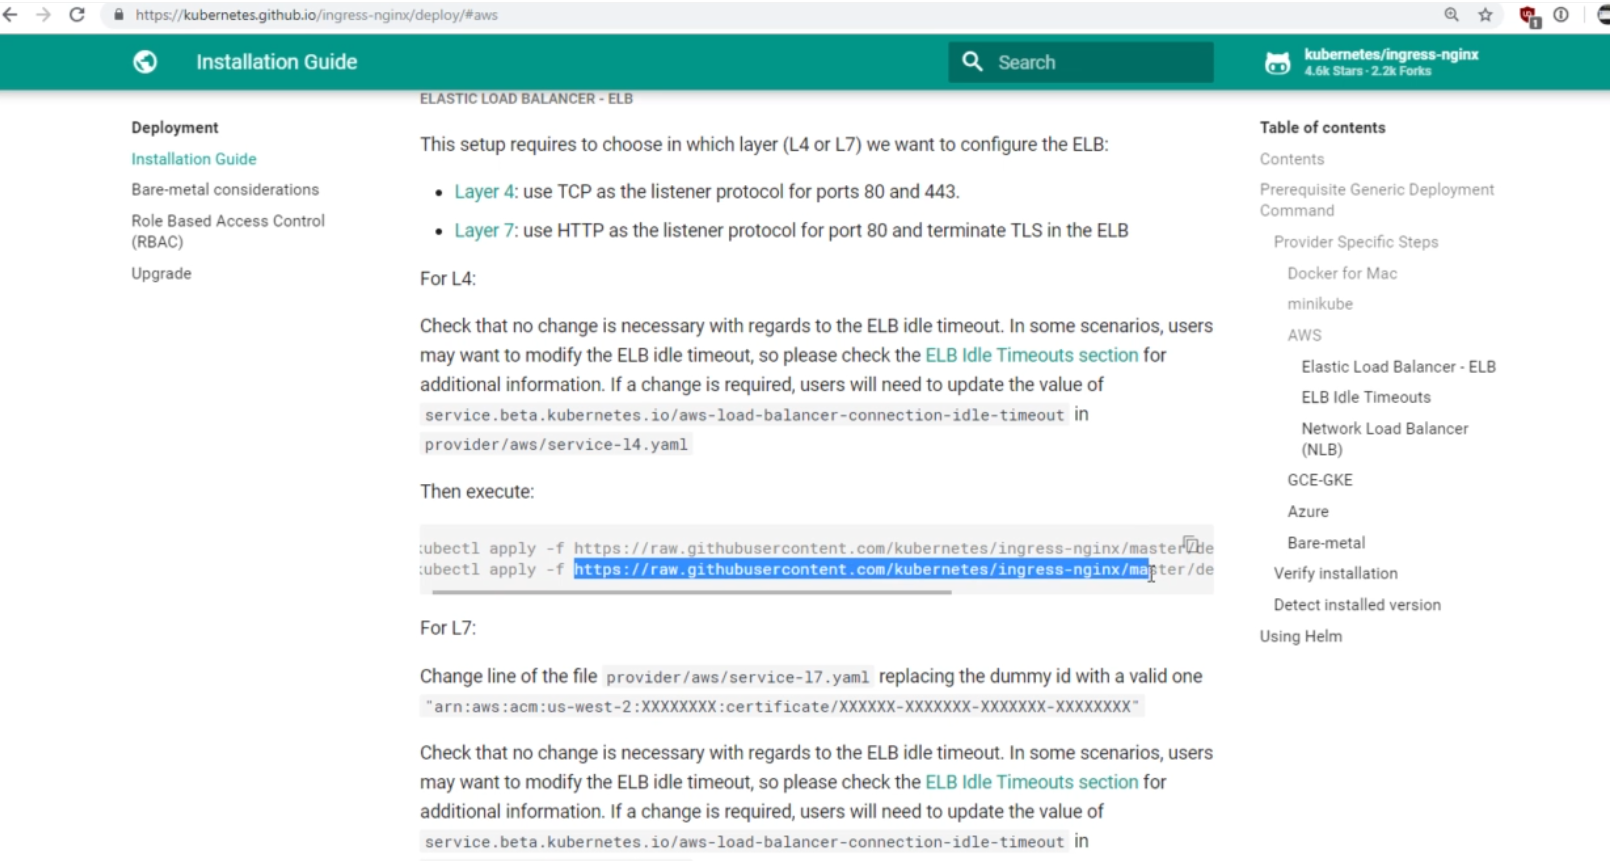 https://kubernetes.github.io/ingress-nginx/deploy/#aws
1
Installation Guide
Search
kubernetes/ingress-nginx
4.6k Stars · 2.2k Forks
Deployment
Installation Guide
Bare-metal considerations
Role Based Access Control
(RBAC)
Upgrade
ELASTIC LOAD BALANCER - ELB
This setup requires to choose in which layer (L4 or L7) we want to configure the ELB:
• Layer 4: use TCP as the listener protocol for ports 80 and 443.
• Layer 7: use HTTP as the listener protocol for port 80 and terminate TLS in the ELB
For L4:
Check that no change is necessary with regards to the ELB idle timeout. In some scenarios, users
may want to modify the ELB idle timeout, so please check the ELB Idle Timeouts section for
additional information. If a change is required, users will need to update the value of
service.beta.kubernetes.io/aws-load-balancer-connection-idle-timeout in
provider/aws/service-l4.yaml
Then execute:
kubectl apply -f https://raw.githubusercontent.com/kubernetes/ingress-nginx/master/de
kubectl apply -f https://raw.githubusercontent.com/kubernetes/ingress-nginx/master/de
For L7:
Change line of the file provider/aws/service-l7.yaml replacing the dummy id with a valid one
"arn:aws:acm:us-west-2:XXXXXXXX:certificate/XXXXXX-XXXXXXX-XXXXXXX-XXXXXXXX"
Check that no change is necessary with regards to the ELB idle timeout. In some scenarios, users
may want to modify the ELB idle timeout, so please check the ELB Idle Timeouts section for
additional information. If a change is required, users will need to update the value of
service.beta.kubernetes.io/aws-load-balancer-connection-idle-timeout in
Table of contents
Contents
Prerequisite Generic Deployment
Command
Provider Specific Steps
Docker for Mac
minikube
AWS
Elastic Load Balancer - ELB
ELB Idle Timeouts
Network Load Balancer
(NLB)
GCE-GKE
Azure
Bare-metal
Verify installation
Detect installed version
Using Helm